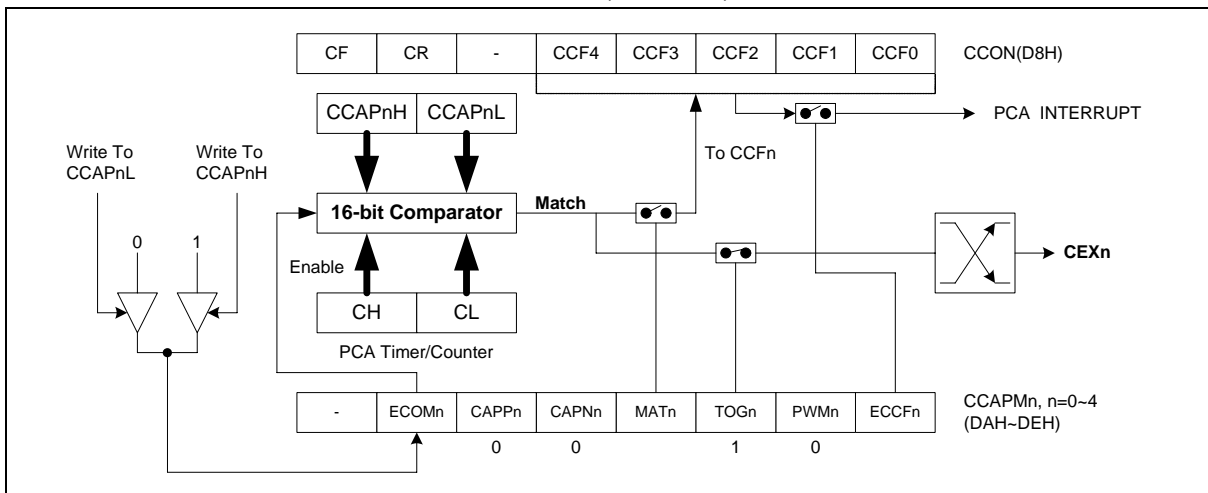 CF CR - CCF4 CCF3 CCF2 CCF1 CCF0 CCON(D8H)
CCAPnH CCAPnL
PCA INTERRUPT
Write To
CCAPnL
Write To
CCAPnH
To CCFn
16-bit Comparator
Match
0 1
Enable
CEXn
CH CL
PCA Timer/Counter
- ECOMn CAPPn CAPNn MATn TOGn PWMn ECCFn
CCAPMn, n=0~4
(DAH~DEH)
0 0 1 0